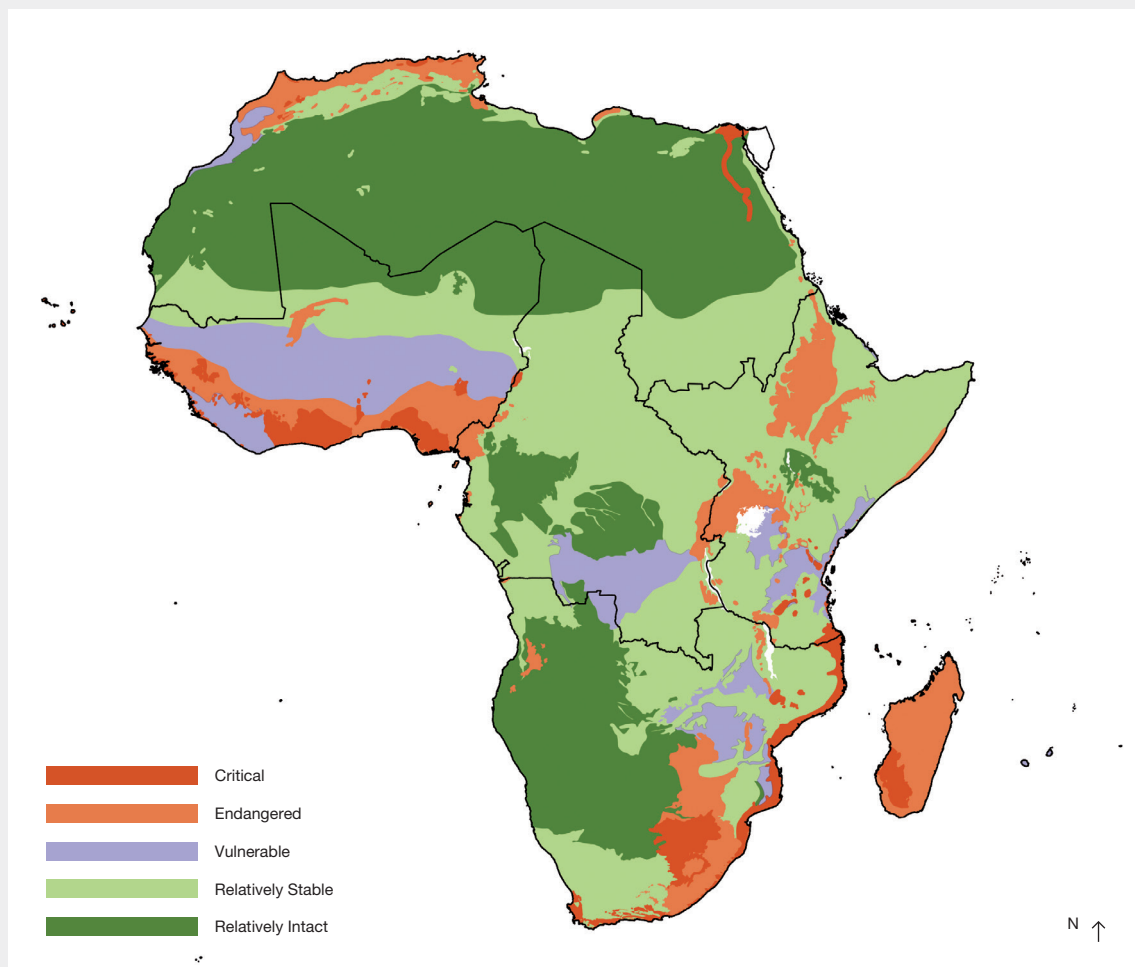 Critical
Endangered
Vulnerable
Relatively Stable
Relatively Intact
N